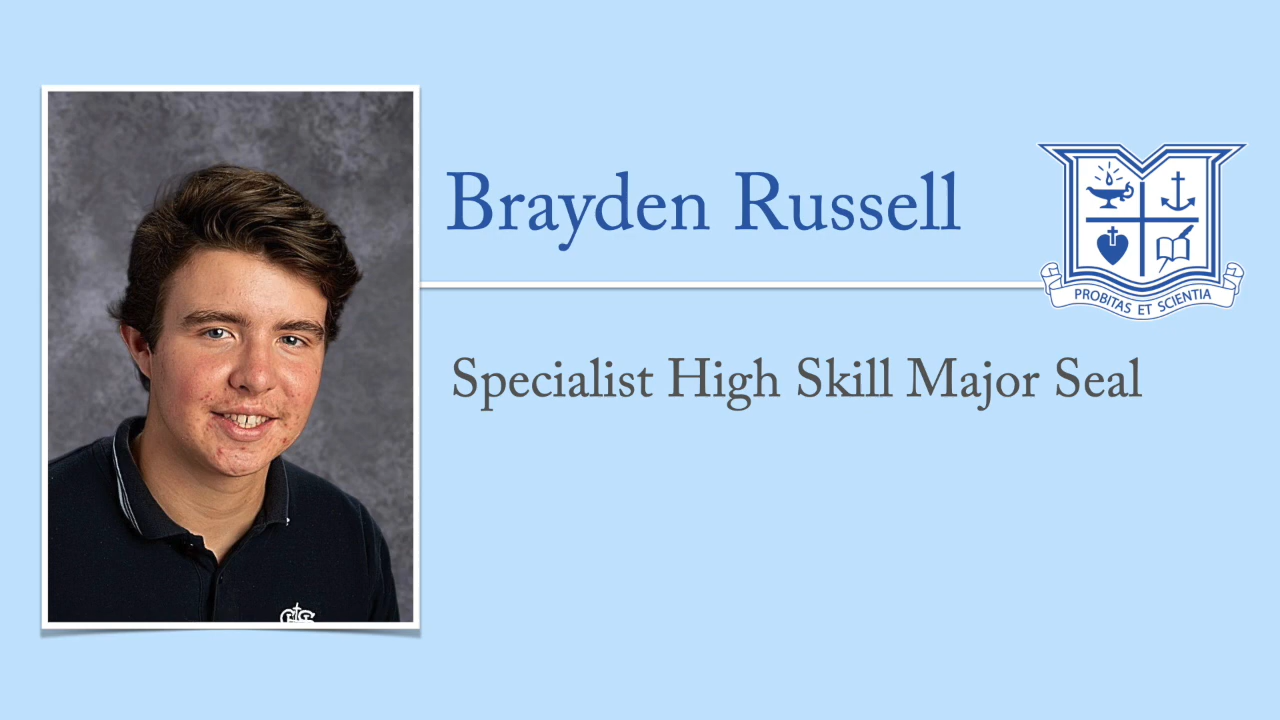 Brayden Russell
PROBITAS ET SCIENTIA
Specialist High Skill Major Seal